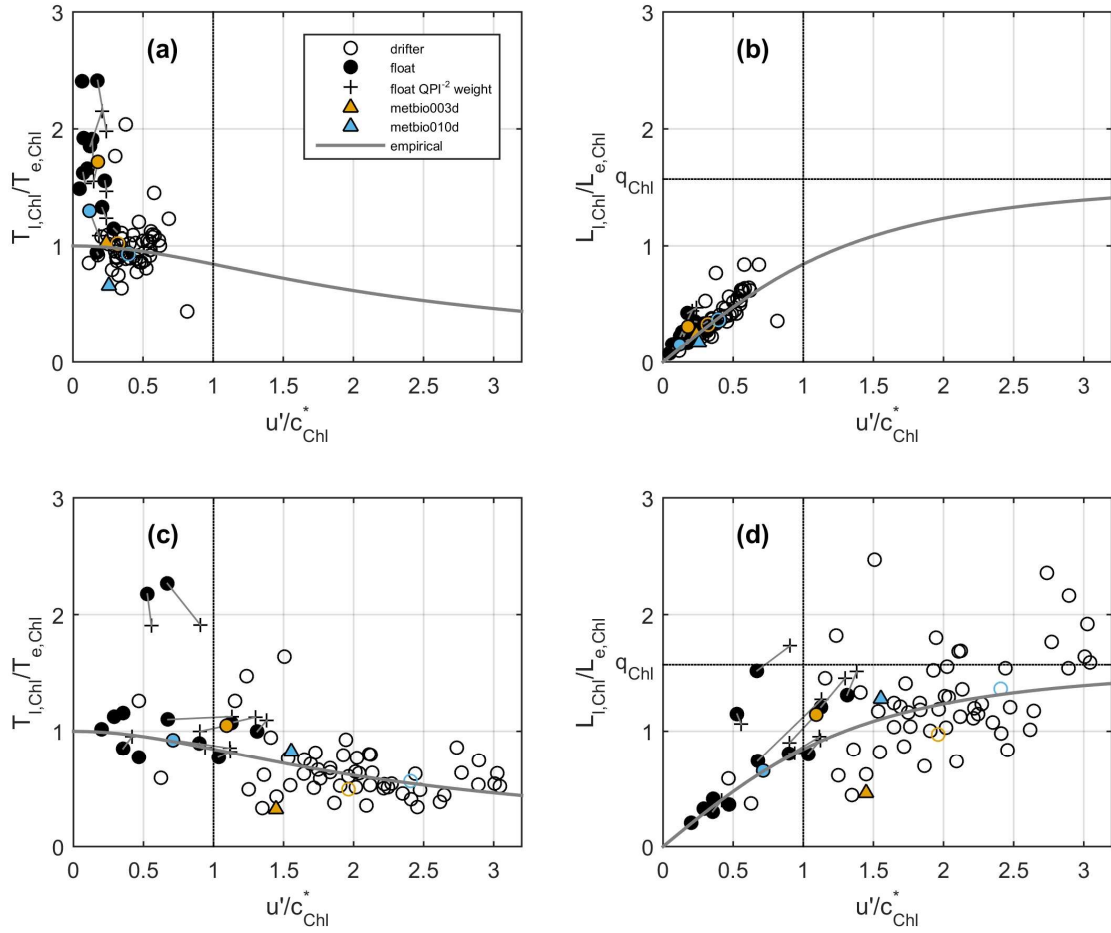 (a)
drifter
float
float QPI⁻² weight
metbio003d
metbio010d
empirical
3
2
1
0
T_{l,Chl}/T_{e,Chl}
0 0.5 1 1.5 2 2.5 3
u'/c*_{Chl}
(b)
3
2
q_{Chl}
1
0
L_{l,Chl}/L_{e,Chl}
0 0.5 1 1.5 2 2.5 3
u'/c*_{Chl}
(c)
3
2
1
0
T_{l,Chl}/T_{e,Chl}
0 0.5 1 1.5 2 2.5 3
u'/c*_{Chl}
(d)
3
2
q_{Chl}
1
0
L_{l,Chl}/L_{e,Chl}
0 0.5 1 1.5 2 2.5 3
u'/c*_{Chl}